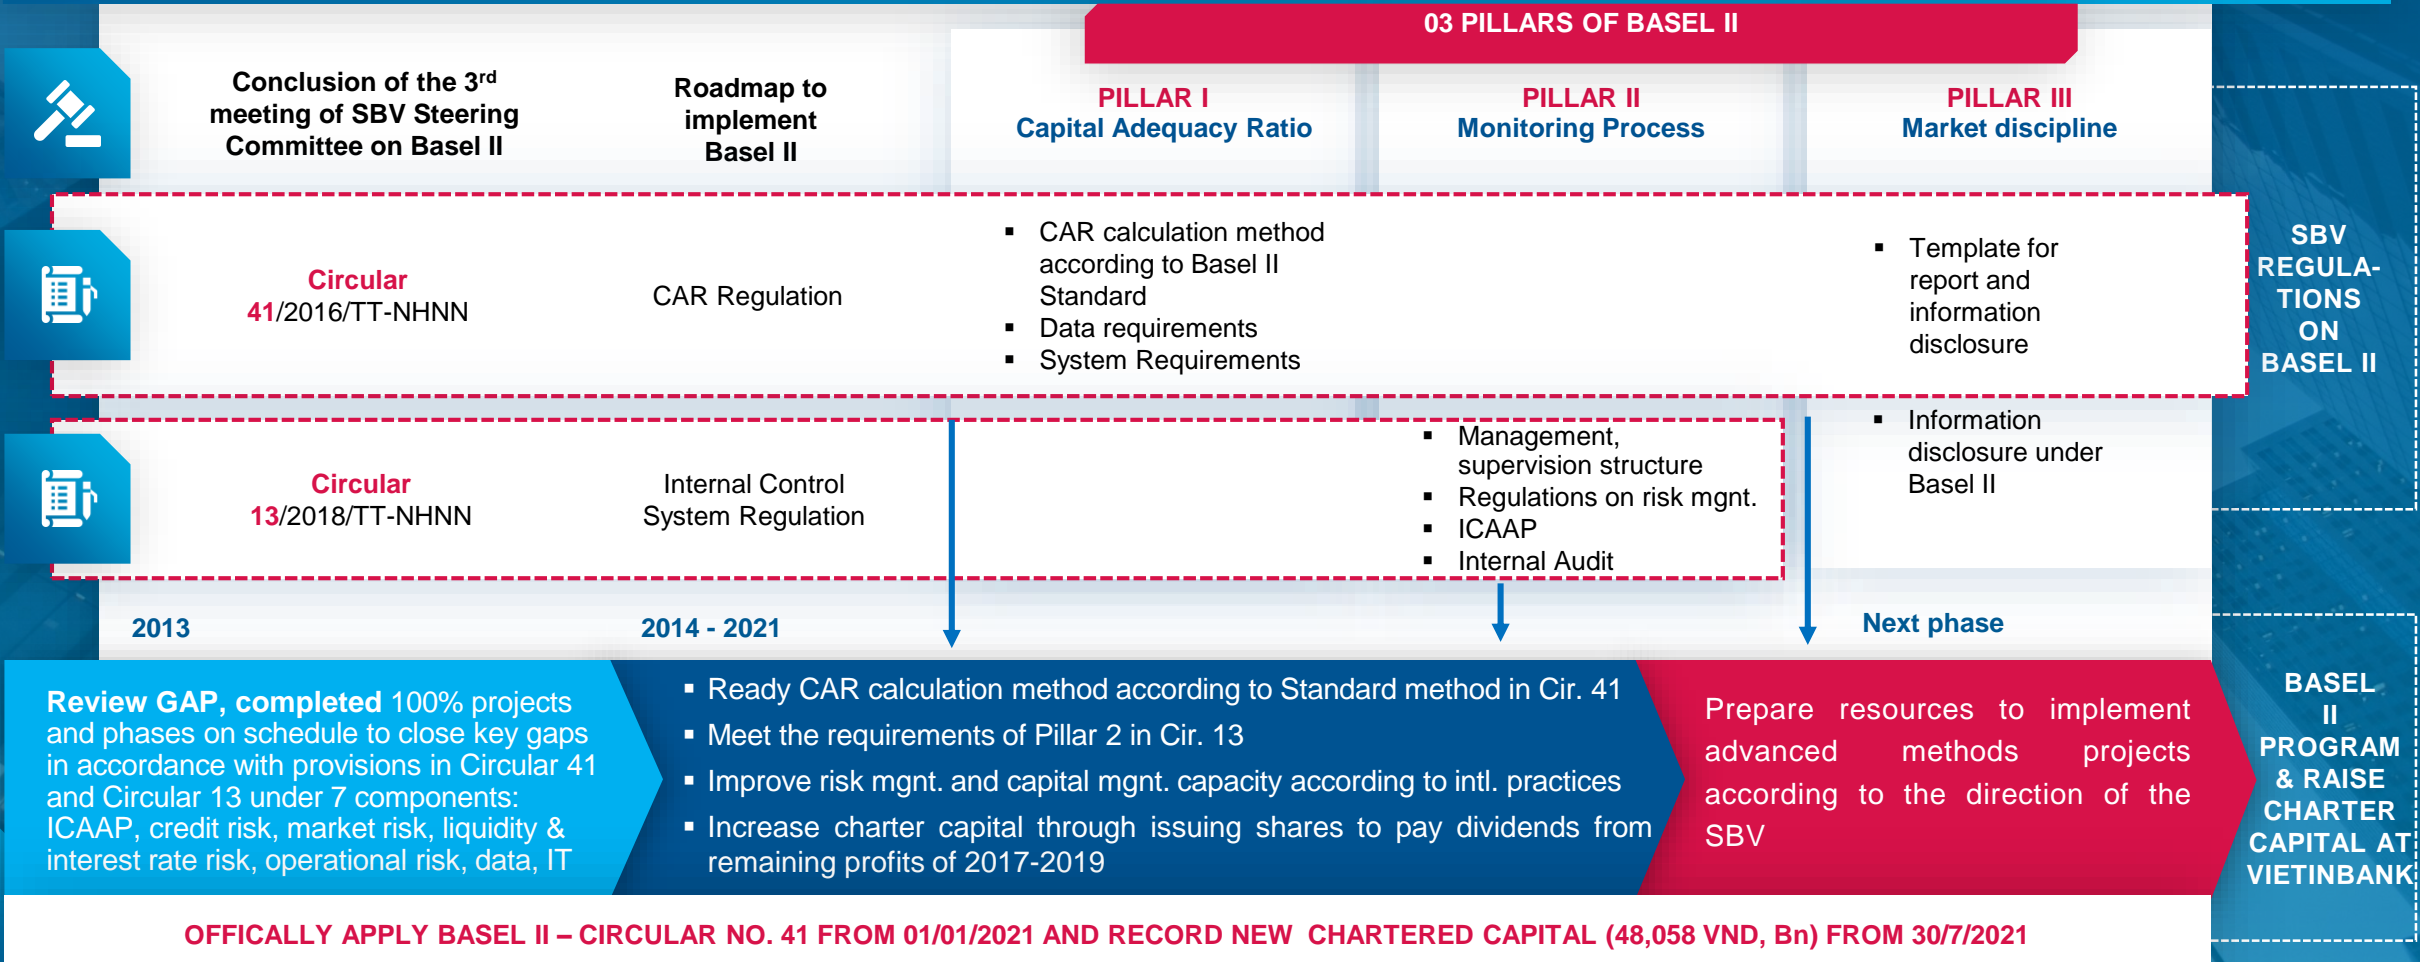 03 PILLARS OF BASEL II
Conclusion of the 3rd
meeting of SBV Steering
Committee on Basel II
Roadmap to
implement
Basel II
PILLAR I
Capital Adequacy Ratio
PILLAR II
Monitoring Process
PILLAR III
Market discipline
Circular
41/2016/TT-NHNN
CAR Regulation
▪ CAR calculation method
according to Basel II
Standard
▪ Data requirements
▪ System Requirements
▪ Template for
report and
information
disclosure
SBV
REGULA-
TIONS
ON
BASEL II
Circular
13/2018/TT-NHNN
Internal Control
System Regulation
▪ Management,
supervision structure
▪ Regulations on risk mgnt.
▪ ICAAP
▪ Internal Audit
▪ Information
disclosure under
Basel II
2013
2014 - 2021
Next phase
Review GAP, completed 100% projects
and phases on schedule to close key gaps
in accordance with provisions in Circular 41
and Circular 13 under 7 components:
ICAAP, credit risk, market risk, liquidity &
interest rate risk, operational risk, data, IT
▪ Ready CAR calculation method according to Standard method in Cir. 41
▪ Meet the requirements of Pillar 2 in Cir. 13
▪ Improve risk mgnt. and capital mgnt. capacity according to intl. practices
▪ Increase charter capital through issuing shares to pay dividends from
remaining profits of 2017-2019
Prepare resources to implement
advanced methods projects
according to the direction of the
SBV
BASEL
II
PROGRAM
& RAISE
CHARTER
CAPITAL AT
VIETINBANK
OFFICALLY APPLY BASEL II – CIRCULAR NO. 41 FROM 01/01/2021 AND RECORD NEW CHARTERED CAPITAL (48,058 VND, Bn) FROM 30/7/2021